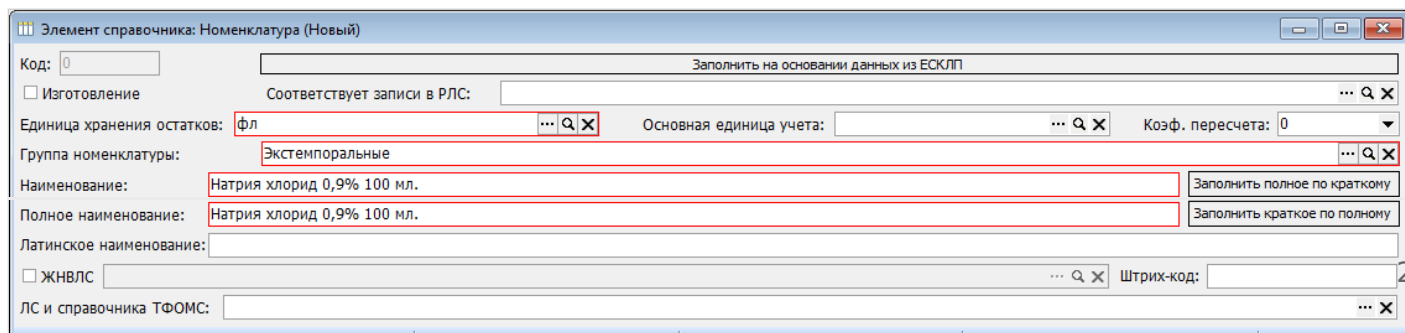 Элемент справочника: Номенклатура (Новый)
Код: 0 Заполнить на основании данных из ЕСКЛП
Изготовление Соответствует записи в РЛС:
Единица хранения остатков: фл Основная единица учета: Коэф. пересчета: 0
Группа номенклатуры: Экстемпоральные
Наименование: Натрия хлорид 0,9% 100 мл. Заполнить полное по краткому
Полное наименование: Натрия хлорид 0,9% 100 мл. Заполнить краткое по полному
Латинское наименование:
ЖНВЛС Штрих-код:
ЛС и справочника ТФОМС: